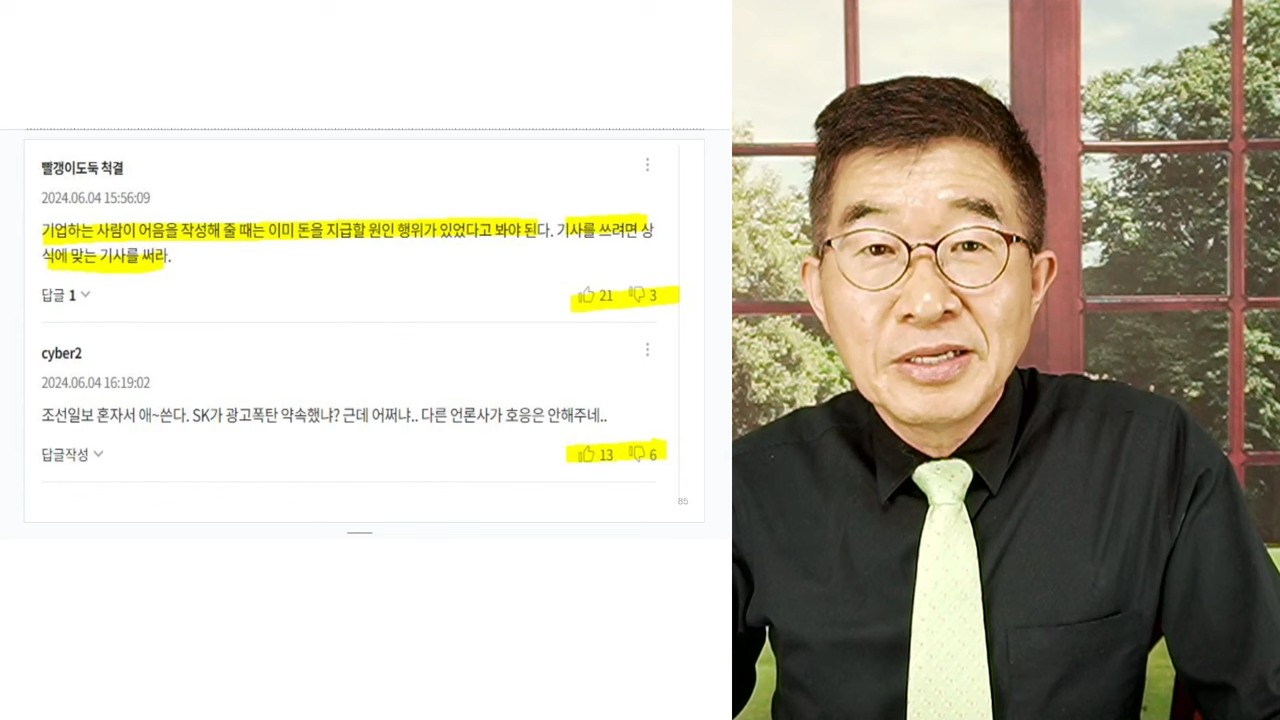 빨갱이도둑 척결
2024.06.04 15:56:09
기업하는 사람이 어음을 작성해 줄 때는 이미 돈을 지급할 원인 행위가 있었다고 봐야 된다. 기사를 쓰려면 상
식에 맞는 기사를 써라.
답글 1
21 3
cyber2
2024.06.04 16:19:02
조선일보 혼자서 애~쓴다. SK가 광고폭탄 약속했냐? 근데 어쩌냐.. 다른 언론사가 호응은 안해주네..
답글작성
13 6
85